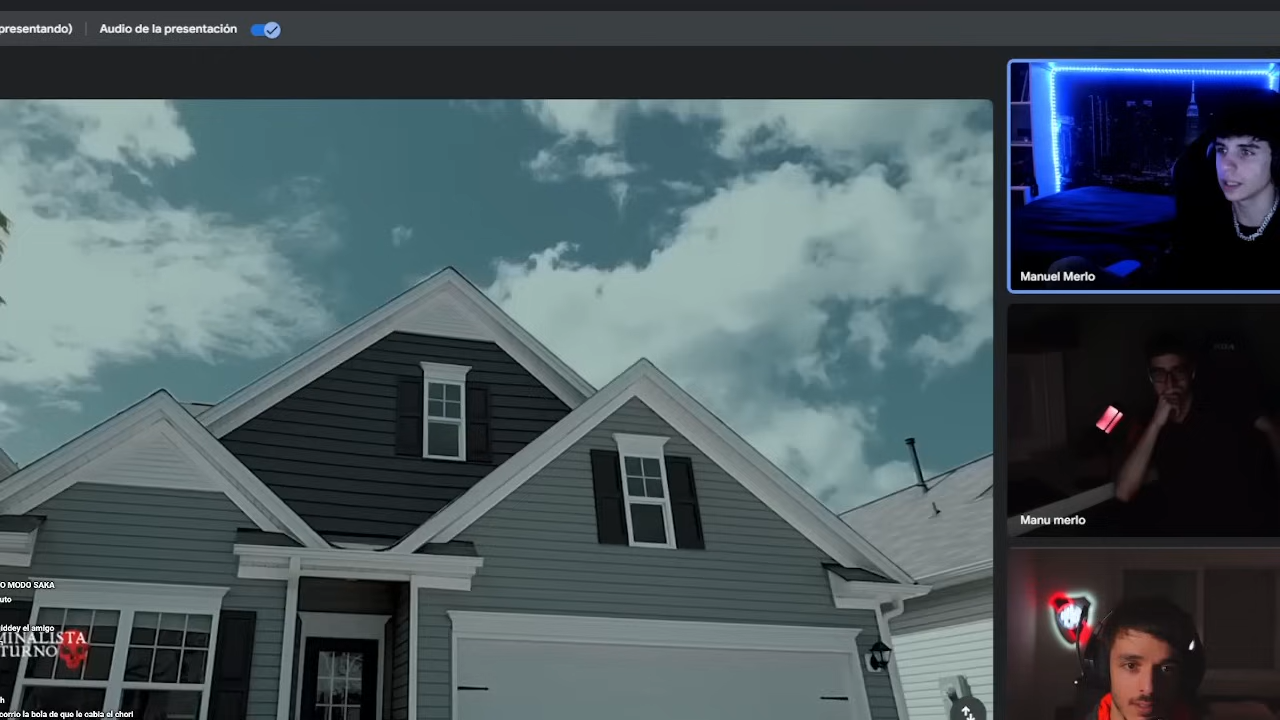 presentando)
Audio de la presentación
Manuel Merlo
Manu merlo
O MODO SAKA
uto
iddey el amigo
MINALISTA
TURNO
h
corrio la bola de que le cabia el chori